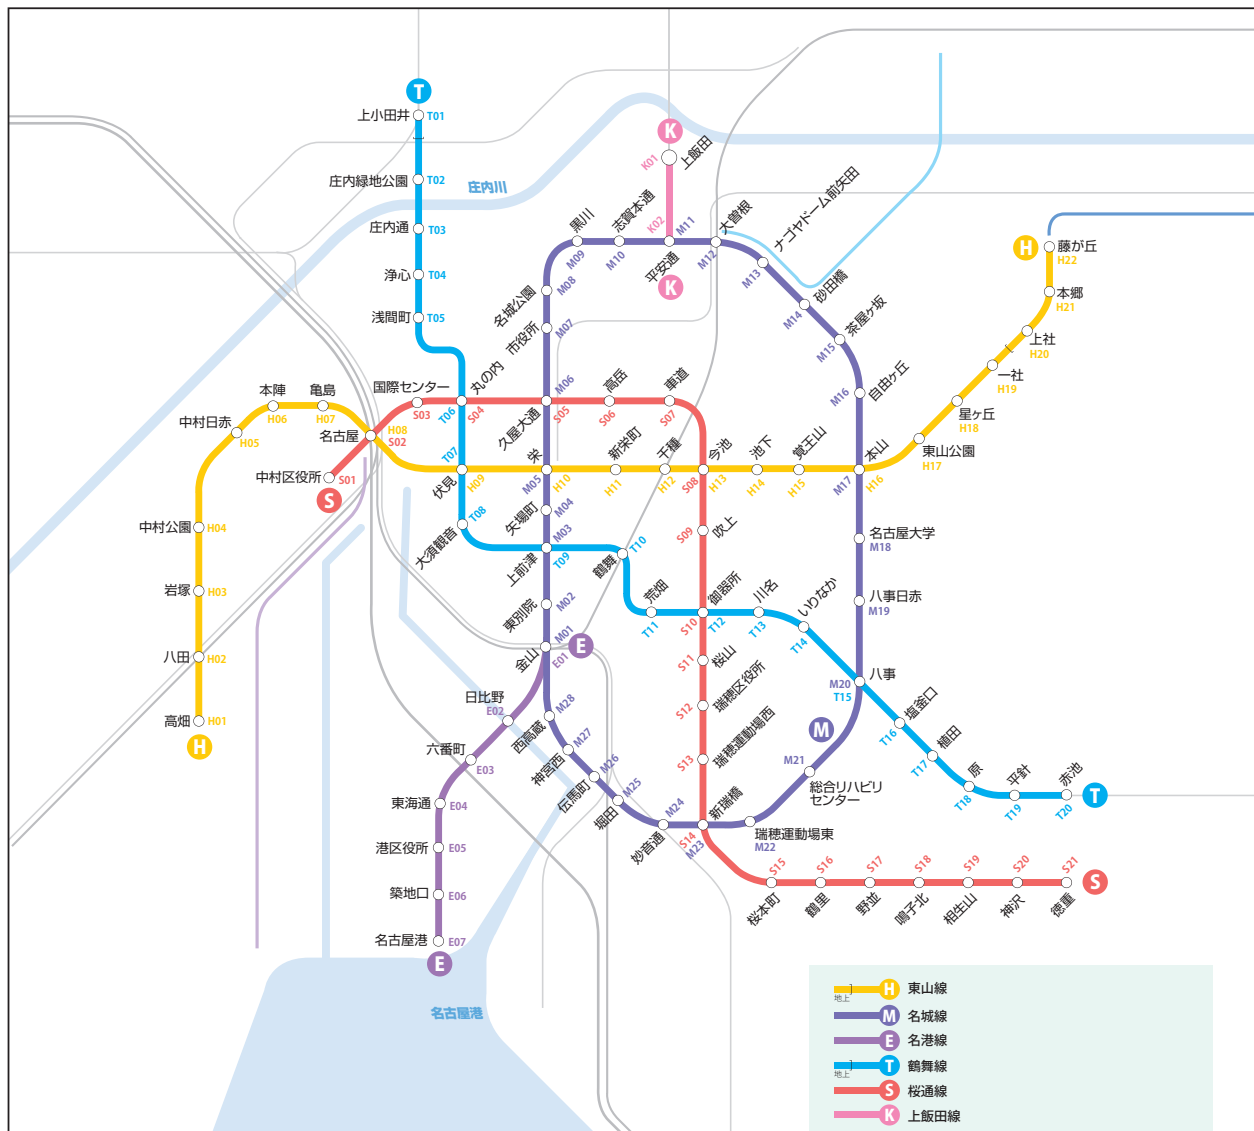 T
上小田井 T01
庄内緑地公園 T02
庄内通 T03
浄心 T04
浅間町 T05
庄内川
K
K01 上飯田
K02
平安通 M11
K
黒川 M09
志賀本通 M10
大曽根 M12
ナゴヤドーム前矢田 M13
砂田橋 M14
茶屋ヶ坂 M15
自由ヶ丘 M16
名城公園 M08
市役所 M07
H
藤が丘
H22
本郷
H21
上社
H20
一社
H19
星ヶ丘
H18
東山公園
H17
本山 M17 H16
覚王山 H15
池下 H14
今池 S08 H13
千種 H12
新栄町 H11
栄 M05 H10
伏見 T07 H09
名古屋 H08
S02
亀島 H07
本陣 H06
中村日赤 H05
中村公園 H04
岩塚 H03
八田 H02
高畑 H01
H
中村区役所 S01
S
国際センター
S03
丸の内 T06 S04
久屋大通 M06 S05
高岳 S06
車道 S07
吹上 S09
御器所 S10 T12
桜山 S11
瑞穂区役所 S12
瑞穂運動場西 S13
新瑞橋 S14
M23
桜本町 S15
鶴里 S16
野並 S17
鳴子北 S18
相生山 S19
神沢 S20
徳重 S21
S
大須観音 T08
上前津 M03 T09
鶴舞 T10
荒畑 T11
川名 T13
いりなか T14
八事 M20
T15
塩釜口 T16
植田 T17
原 T18
平針 T19
赤池 T20
T
名古屋大学
M18
八事日赤
M19
M
M21
総合リハビリ
センター
瑞穂運動場東
M22
妙音通 M24
堀田 M25
伝馬町 M26
神宮西 M27
西高蔵 M28
金山 M01 E01
E
東別院 M02
矢場町 M04
日比野
E02
六番町
E03
東海通 E04
港区役所 E05
築地口 E06
名古屋港 E07
E
名古屋港
地上
H 東山線
M 名城線
E 名港線
地上
T 鶴舞線
S 桜通線
K 上飯田線